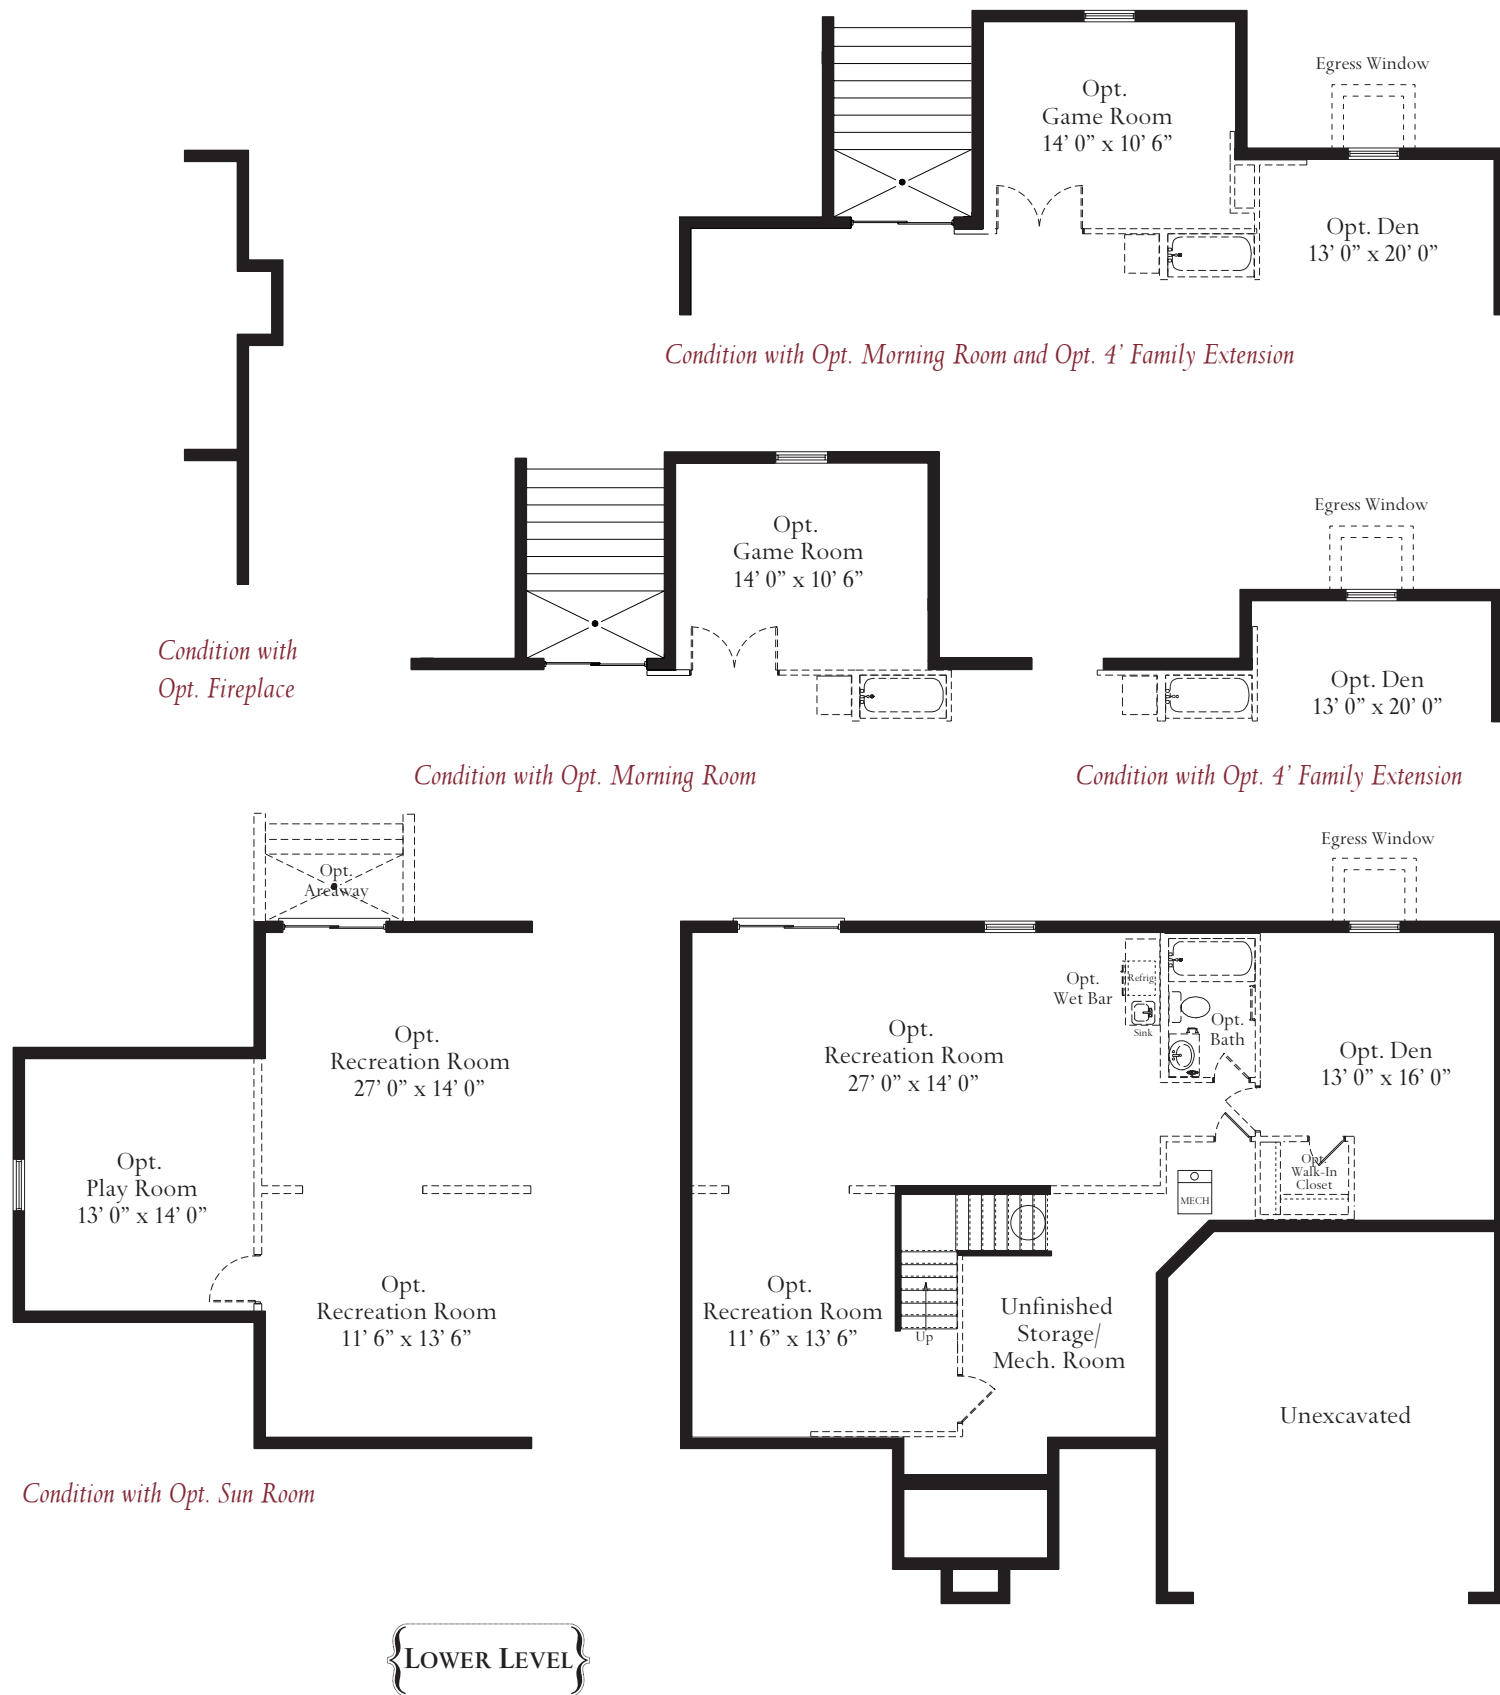 Egress Window
Opt.
Game Room
14’ 0” x 10’ 6”
Opt. Den
13’ 0” x 20’ 0”
Condition with Opt. Morning Room and Opt. 4’ Family Extension
Condition with
Opt. Fireplace
Opt.
Game Room
14’ 0” x 10’ 6”
Condition with Opt. Morning Room
Egress Window
Opt. Den
13’ 0” x 20’ 0”
Condition with Opt. 4’ Family Extension
Opt.
Areaway
Opt.
Recreation Room
27’ 0” x 14’ 0”
Opt.
Play Room
13’ 0” x 14’ 0”
Opt.
Recreation Room
11’ 6” x 13’ 6”
Condition with Opt. Sun Room
Egress Window
Opt.
Wet Bar
Refrig
Sink
Opt.
Bath
Opt.
Recreation Room
27’ 0” x 14’ 0”
Opt. Den
13’ 0” x 16’ 0”
Opt.
Walk-In
Closet
MECH
Opt.
Recreation Room
11’ 6” x 13’ 6”
Up
Unfinished
Storage/
Mech. Room
Unexcavated
{LOWER LEVEL}